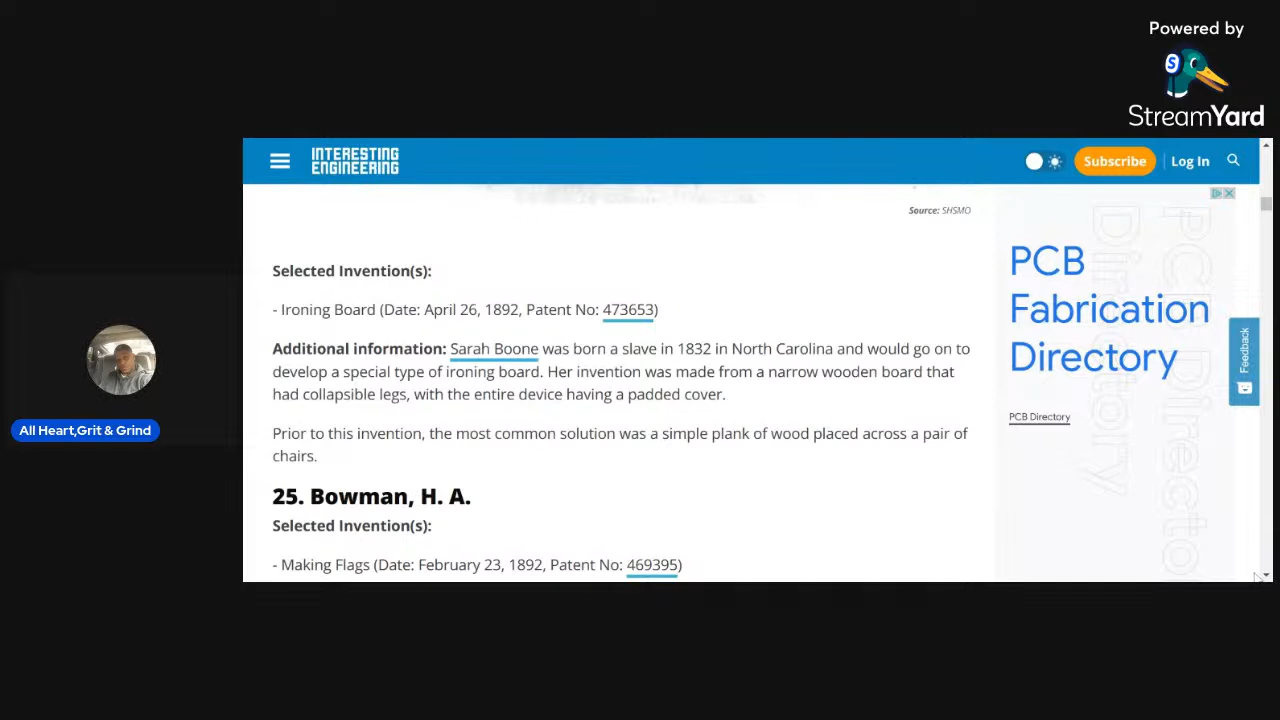 Powered by
StreamYard
INTERESTING
ENGINEERING
Subscribe
Log In
Source: SHSMO
Selected Invention(s):
- Ironing Board (Date: April 26, 1892, Patent No: 473653)
Additional information: Sarah Boone was born a slave in 1832 in North Carolina and would go on to
develop a special type of ironing board. Her invention was made from a narrow wooden board that
had collapsible legs, with the entire device having a padded cover.
Prior to this invention, the most common solution was a simple plank of wood placed across a pair of
chairs.
25. Bowman, H. A.
Selected Invention(s):
- Making Flags (Date: February 23, 1892, Patent No: 469395)
PCB
Fabrication
Directory
PCB Directory
Feedback
All Heart,Grit & Grind